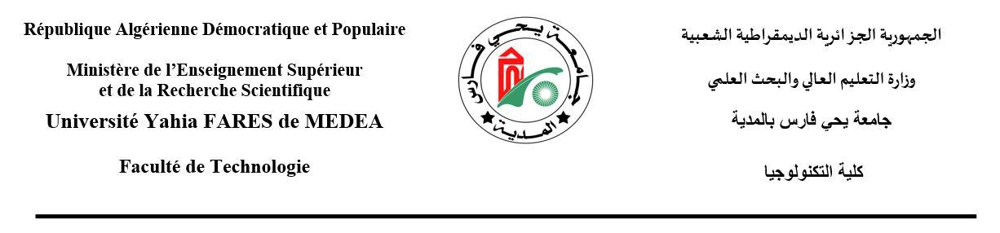 République Algérienne Démocratique et Populaire
Ministère de l’Enseignement Supérieur
et de la Recherche Scientifique
Université Yahia FARES de MEDEA
Faculté de Technologie
جامعة يحي فارس
المدية
الجمهورية الجزائرية الديمقراطية الشعبية
وزارة التعليم العالي والبحث العلمي
جامعة يحي فارس بالمدية
كلية التكنولوجيا